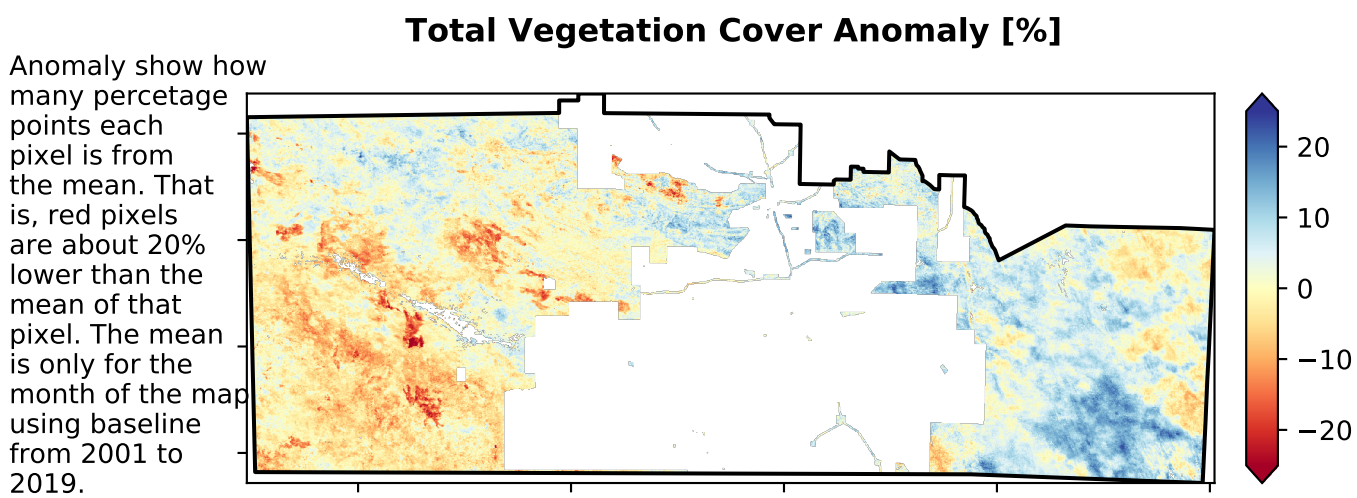 Total Vegetation Cover Anomaly [%]
Anomaly show how
many percetage
points each
pixel is from
the mean. That
is, red pixels
are about 20%
lower than the
mean of that
pixel. The mean
is only for the
month of the map
using baseline
from 2001 to
2019.
20
10
0
−10
−20